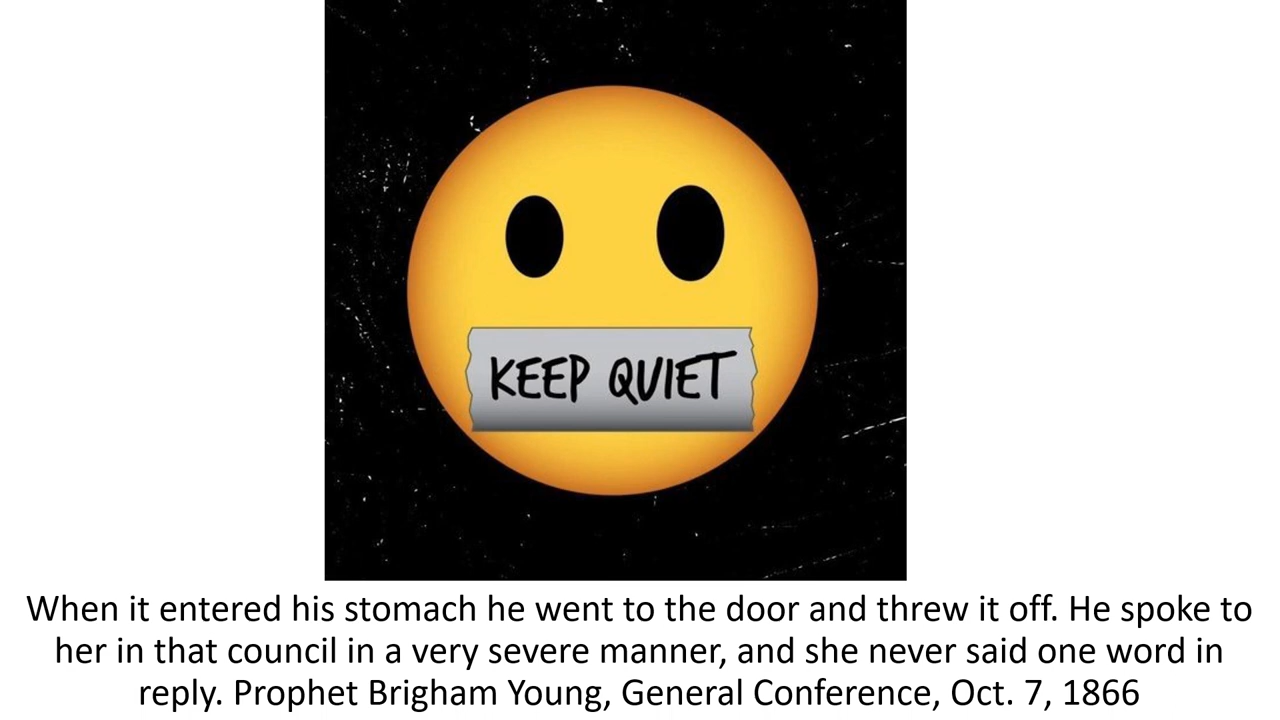 KEEP QUIET
When it entered his stomach he went to the door and threw it off. He spoke to
her in that council in a very severe manner, and she never said one word in
reply. Prophet Brigham Young, General Conference, Oct. 7, 1866